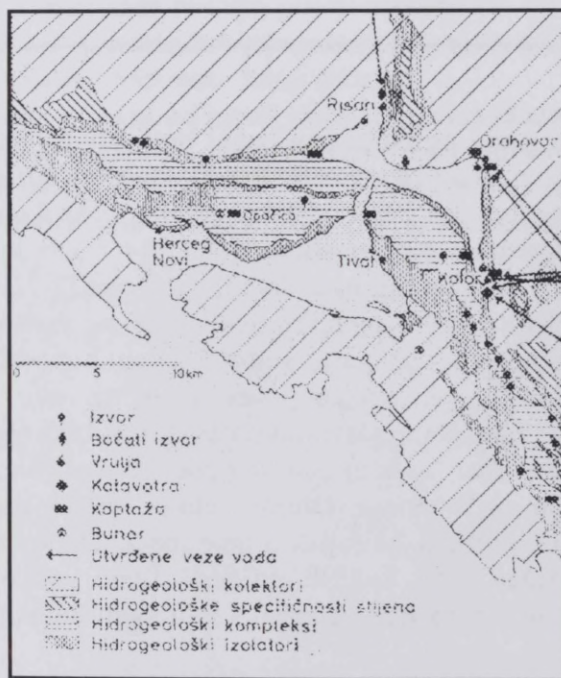 Risan
Orahovac
Opačica
Herceg
Novi
Tivat
Kotor
0 5 10km
Izvor
Bočati izvor
Vrulja
Katavotra
Kaptaža
Bunar
Utvrđene veze voda
Hidrogeološki kolektori
Hidrogeološke specifičnosti stijena
Hidrogeološki kompleksi
Hidrogeološki izolatori